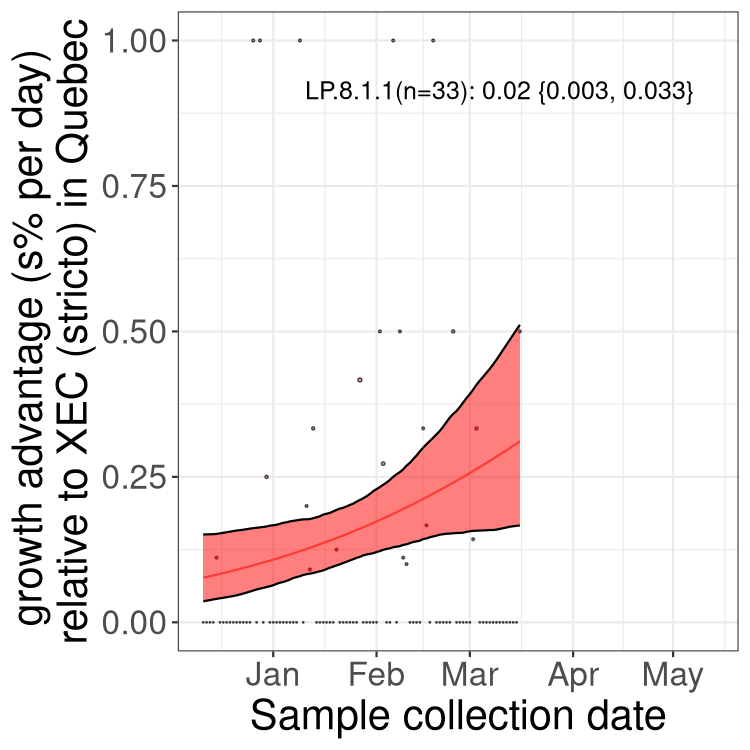 growth advantage (s% per day)
relative to XEC (stricto) in Quebec
1.00
0.75
0.50
0.25
0.00
LP.8.1.1(n=33): 0.02 {0.003, 0.033}
Jan Feb Mar Apr May
Sample collection date